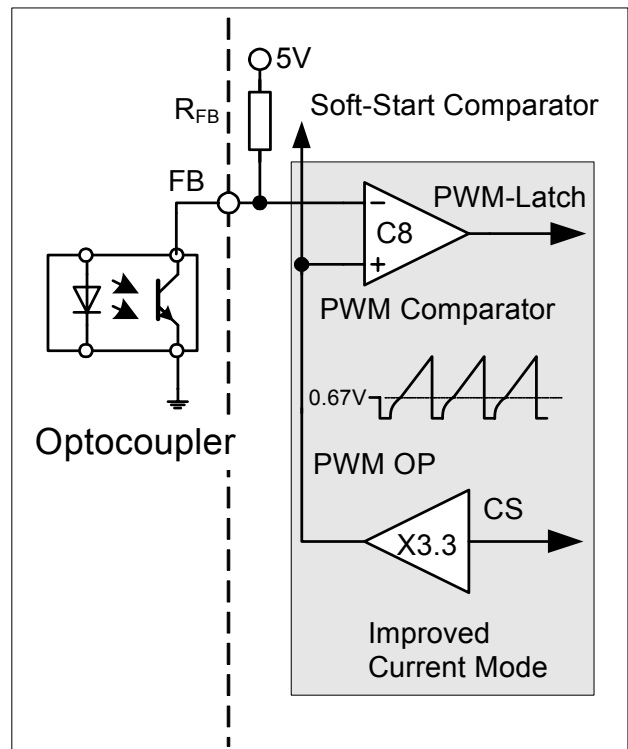 5V
R_FB
Soft-Start Comparator
FB
PWM-Latch
−
C8
+
PWM Comparator
0.67V
Optocoupler
PWM OP
CS
X3.3
Improved
Current Mode